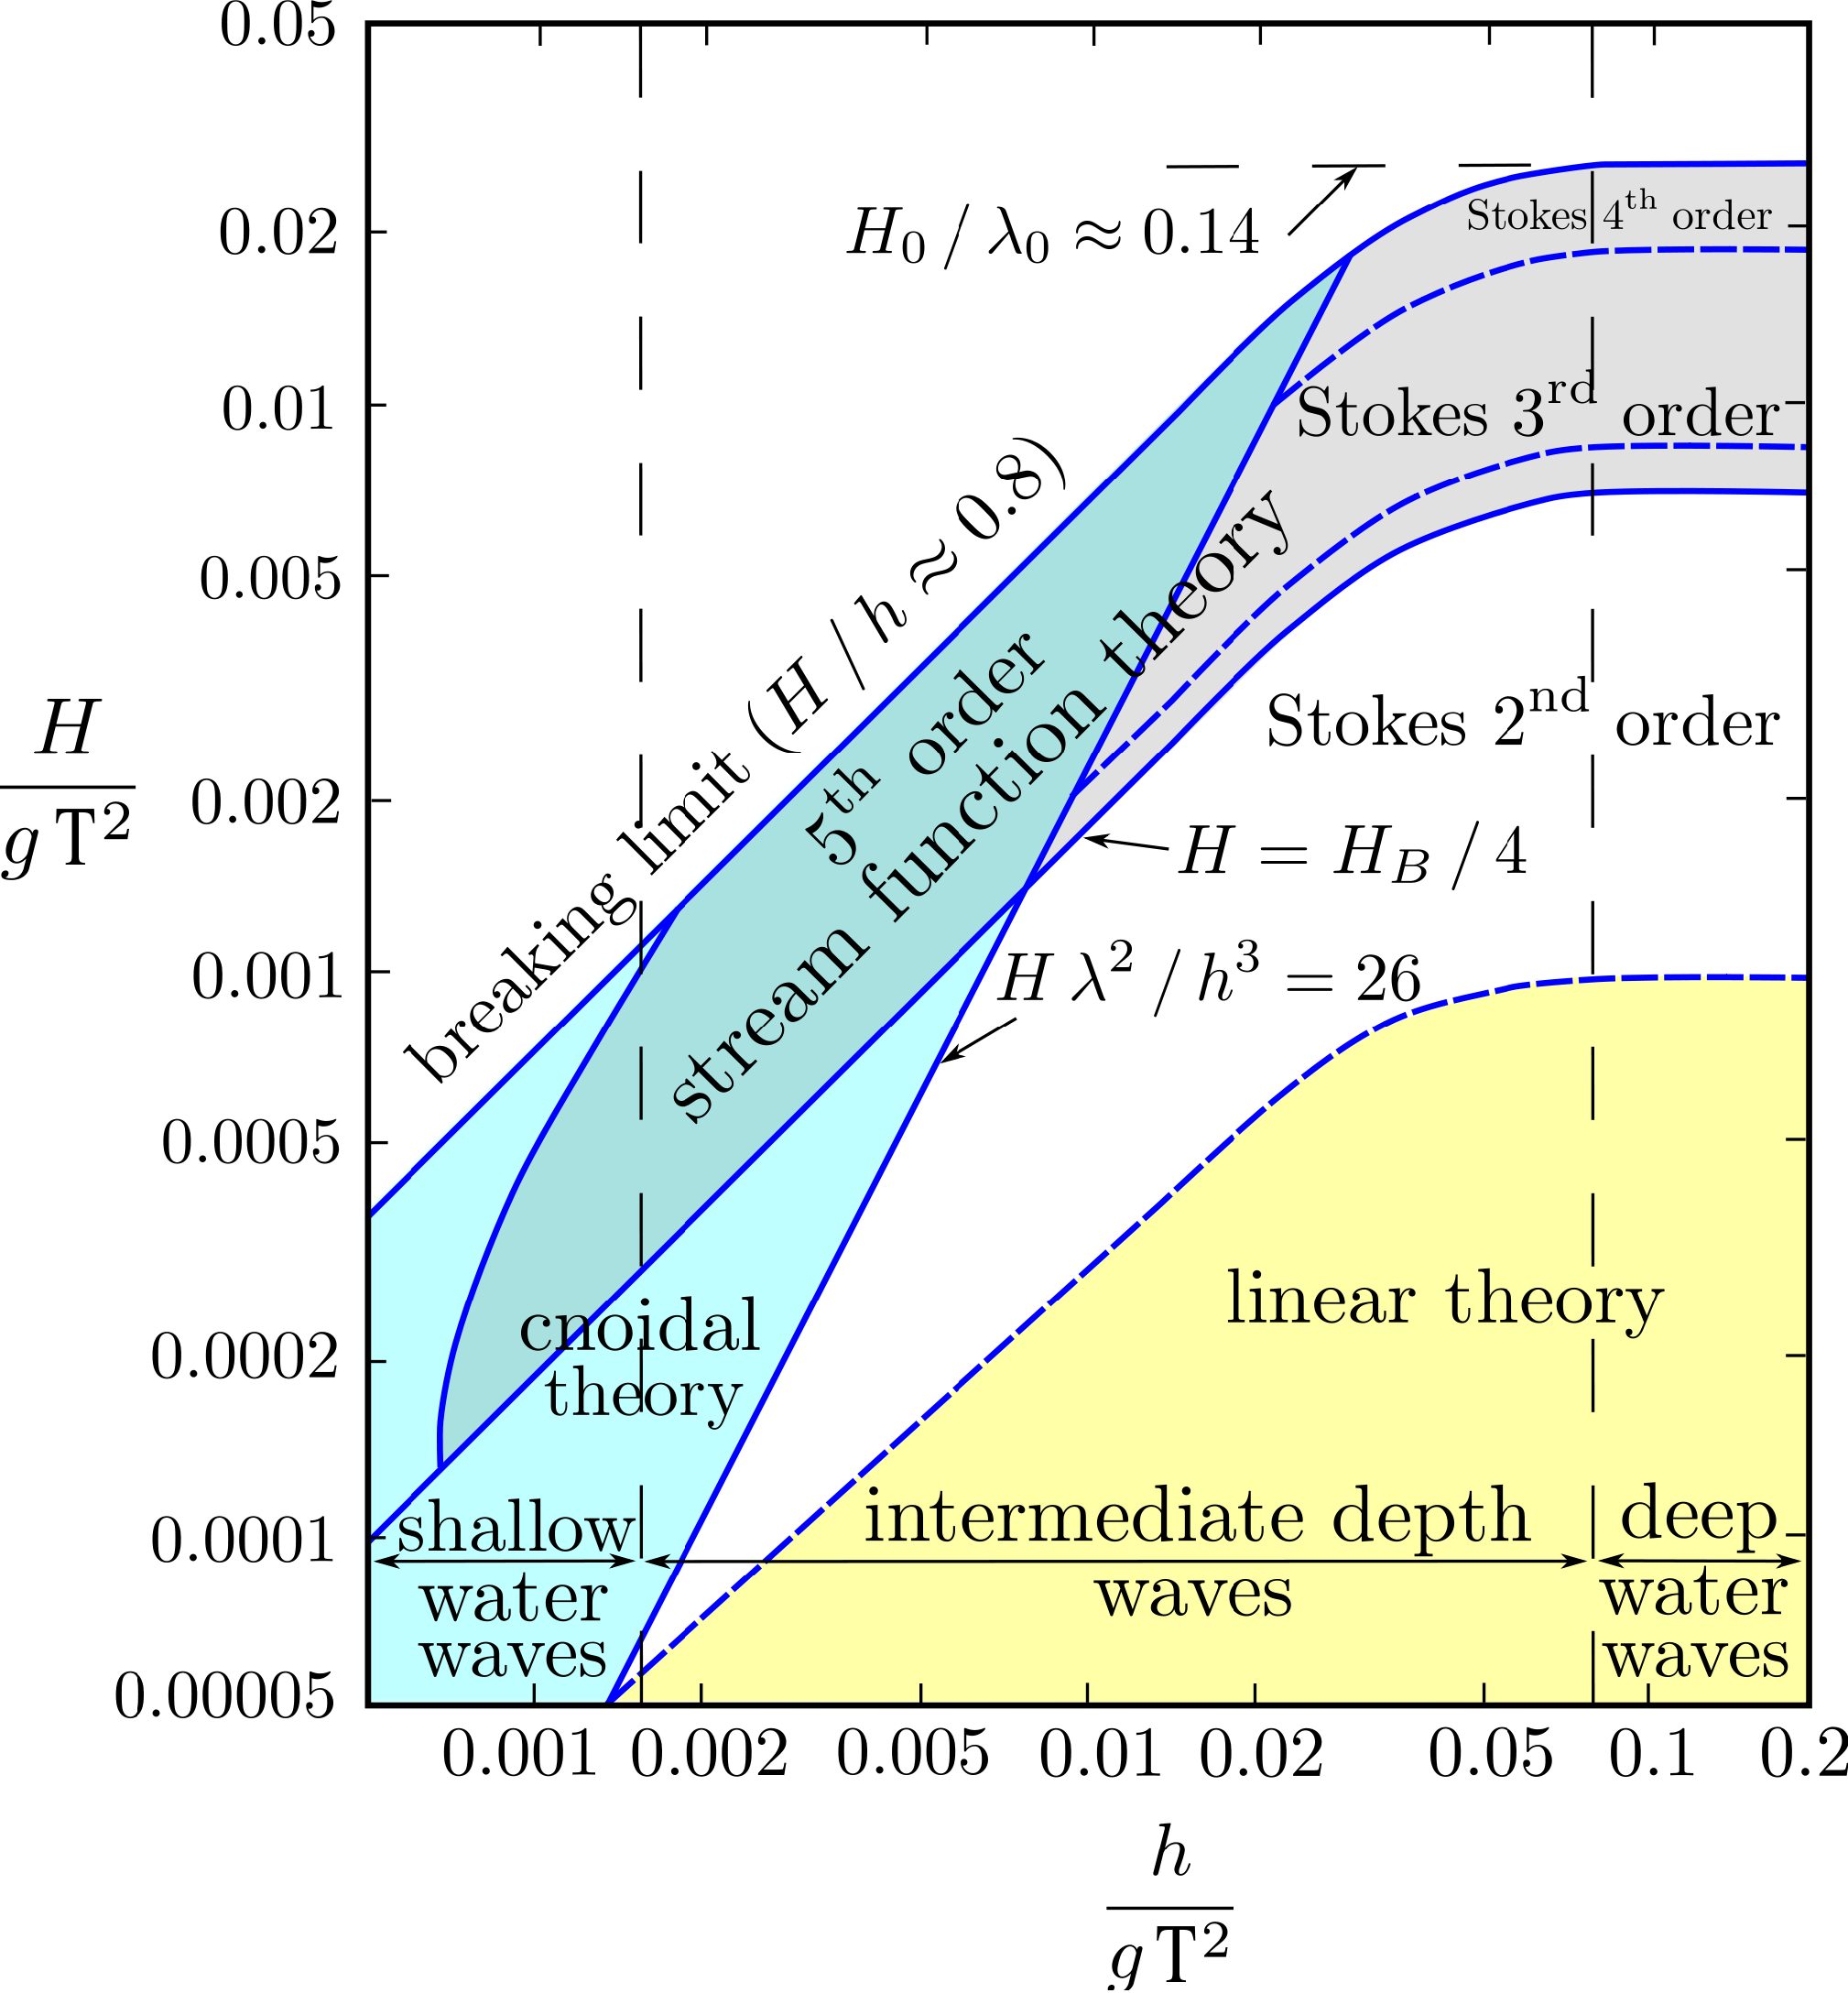 0.05
H₀ / λ₀ ≈ 0.14
Stokes 4ᵗʰ order
0.02
0.01
Stokes 3ʳᵈ order
breaking limit (H / h ≈ 0.8)
0.005
5ᵗʰ order
stream function theory
Stokes 2ⁿᵈ order
H
g T²
0.002
H = H_B / 4
0.001
H λ² / h³ = 26
0.0005
linear theory
0.0002
cnoidal
theory
0.0001
shallow
water
waves
intermediate depth
waves
deep
water
waves
0.00005
0.001 0.002 0.005 0.01 0.02 0.05 0.1 0.2
h
g T²